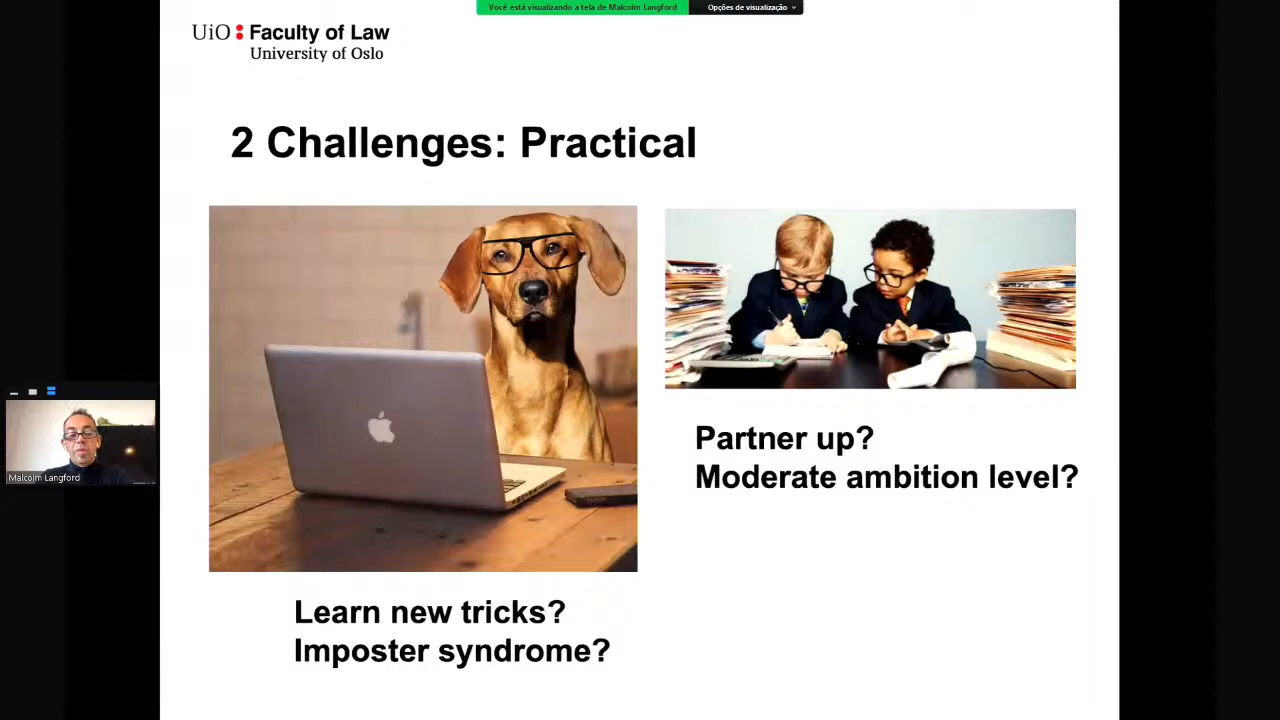 Você está visualizando a tela de Malcolm Langford
Opções de visualização
UiO Faculty of Law
University of Oslo
2 Challenges: Practical
Partner up?
Moderate ambition level?
Malcolm Langford
Learn new tricks?
Imposter syndrome?